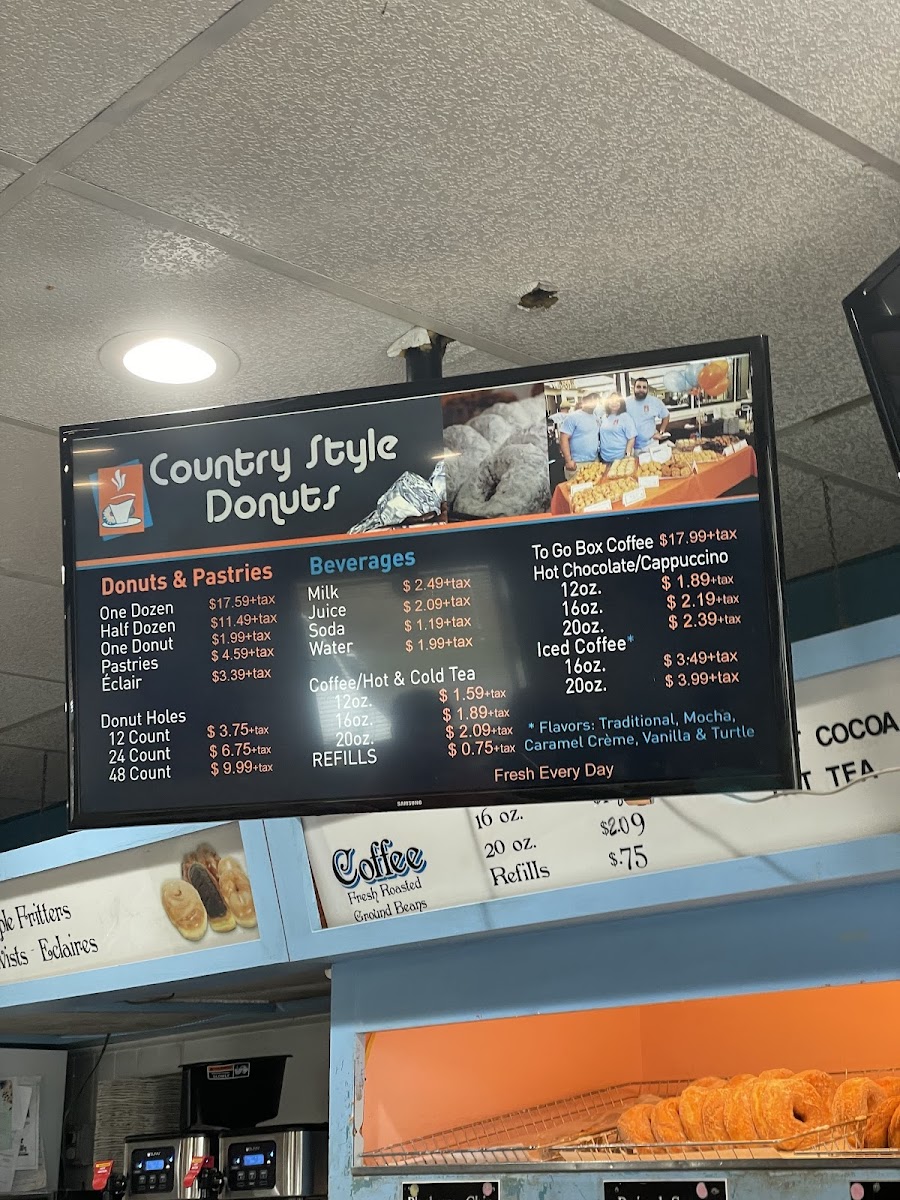 Country Style
Donuts
Donuts & Pastries
One Dozen $17.59+tax
Half Dozen $11.49+tax
One Donut $1.99+tax
Pastries $4.59+tax
Éclair $3.39+tax
Donut Holes
12 Count $3.75+tax
24 Count $6.75+tax
48 Count $9.99+tax
Beverages
Milk $2.49+tax
Juice $2.09+tax
Soda $1.19+tax
Water $1.99+tax
Coffee/Hot & Cold Tea
12oz. $1.59+tax
16oz. $1.89+tax
20oz. $2.09+tax
REFILLS $0.75+tax
To Go Box Coffee $17.99+tax
Hot Chocolate/Cappuccino
12oz. $1.89+tax
16oz. $2.19+tax
20oz. $2.39+tax
Iced Coffee*
16oz. $3.49+tax
20oz. $3.99+tax
* Flavors: Traditional, Mocha,
Caramel Crème, Vanilla & Turtle
Fresh Every Day
SAMSUNG
COCOA
T TEA
16 oz.
20 oz. $2.09
Refills $.75
Coffee
Fresh Roasted
Ground Beans
Fritters
Eclaires